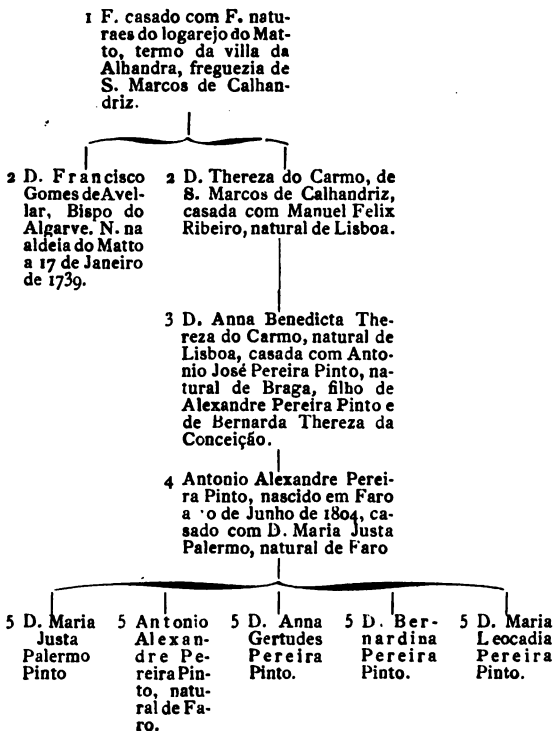 1 F. casado com F. natu-
raes do logarejo do Mat-
to, termo da villa da
Alhandra, freguezia de
S. Marcos de Calhan-
driz.
2 D. Francisco
Gomes de Avel-
lar, Bispo do
Algarve. N. na
aldeia do Matto
a 17 de Janeiro
de 1739.
2 D. Thereza do Carmo, de
S. Marcos de Calhandriz,
casada com Manuel Felix
Ribeiro, natural de Lisboa.
3 D. Anna Benedicta The-
reza do Carmo, natural de
Lisboa, casada com Anto-
nio José Pereira Pinto, na-
tural de Braga, filho de
Alexandre Pereira Pinto e
de Bernarda Thereza da
Conceição.
4 Antonio Alexandre Perei-
ra Pinto, nascido em Faro
a de Junho de 1804, ca-
sado com D. Maria Justa
Palermo, natural de Faro
5 D. Maria
Justa
Palermo
Pinto
5 Antonio
Alexan-
dre Pe-
reira Pin-
to, natu-
ral de Fa-
ro.
5 D. Anna
Gertudes
Pereira
Pinto.
5 D. Ber-
nardina
Pereira
Pinto.
5 D. Maria
Leocadia
Pereira
Pinto.